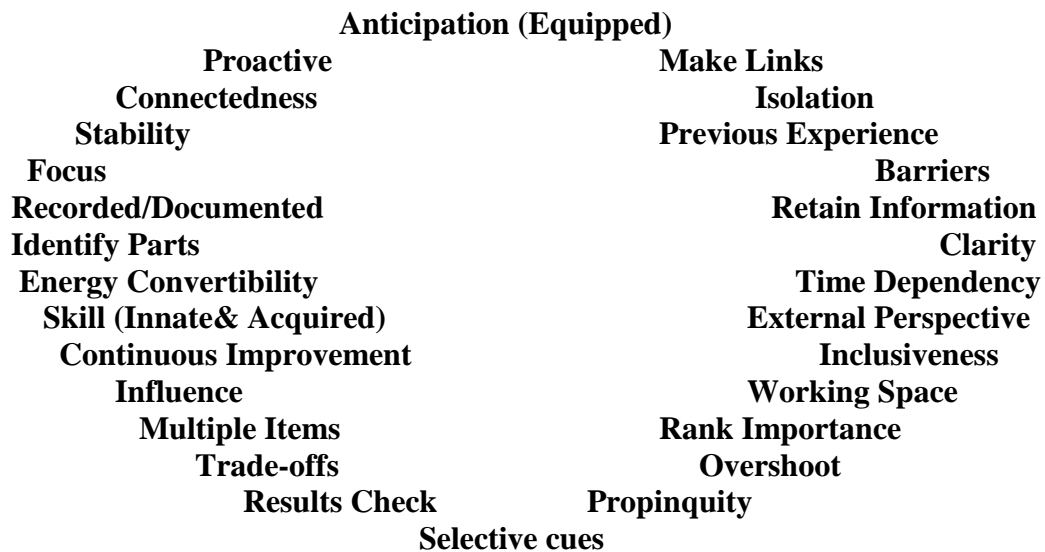 Anticipation (Equipped)
Proactive Make Links
Connectedness Isolation
Stability Previous Experience
Focus Barriers
Recorded/Documented Retain Information
Identify Parts Clarity
Energy Convertibility Time Dependency
Skill (Innate& Acquired) External Perspective
Continuous Improvement Inclusiveness
Influence Working Space
Multiple Items Rank Importance
Trade-offs Overshoot
Results Check Propinquity
Selective cues